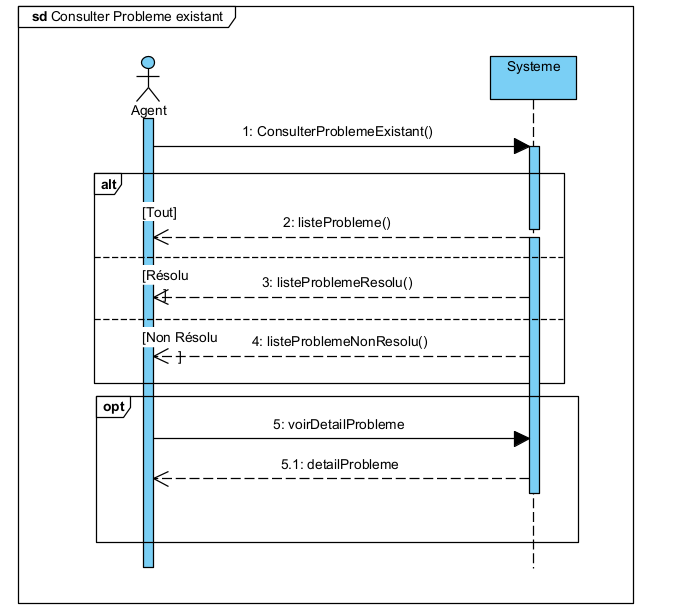 sd Consulter Probleme existant
Systeme
Agent
1: ConsulterProblemeExistant()
alt
[Tout]
2: listeProbleme()
[Résolu
]
3: listeProblemeResolu()
[Non Résolu
]
4: listeProblemeNonResolu()
opt
5: voirDetailProbleme
5.1: detailProbleme